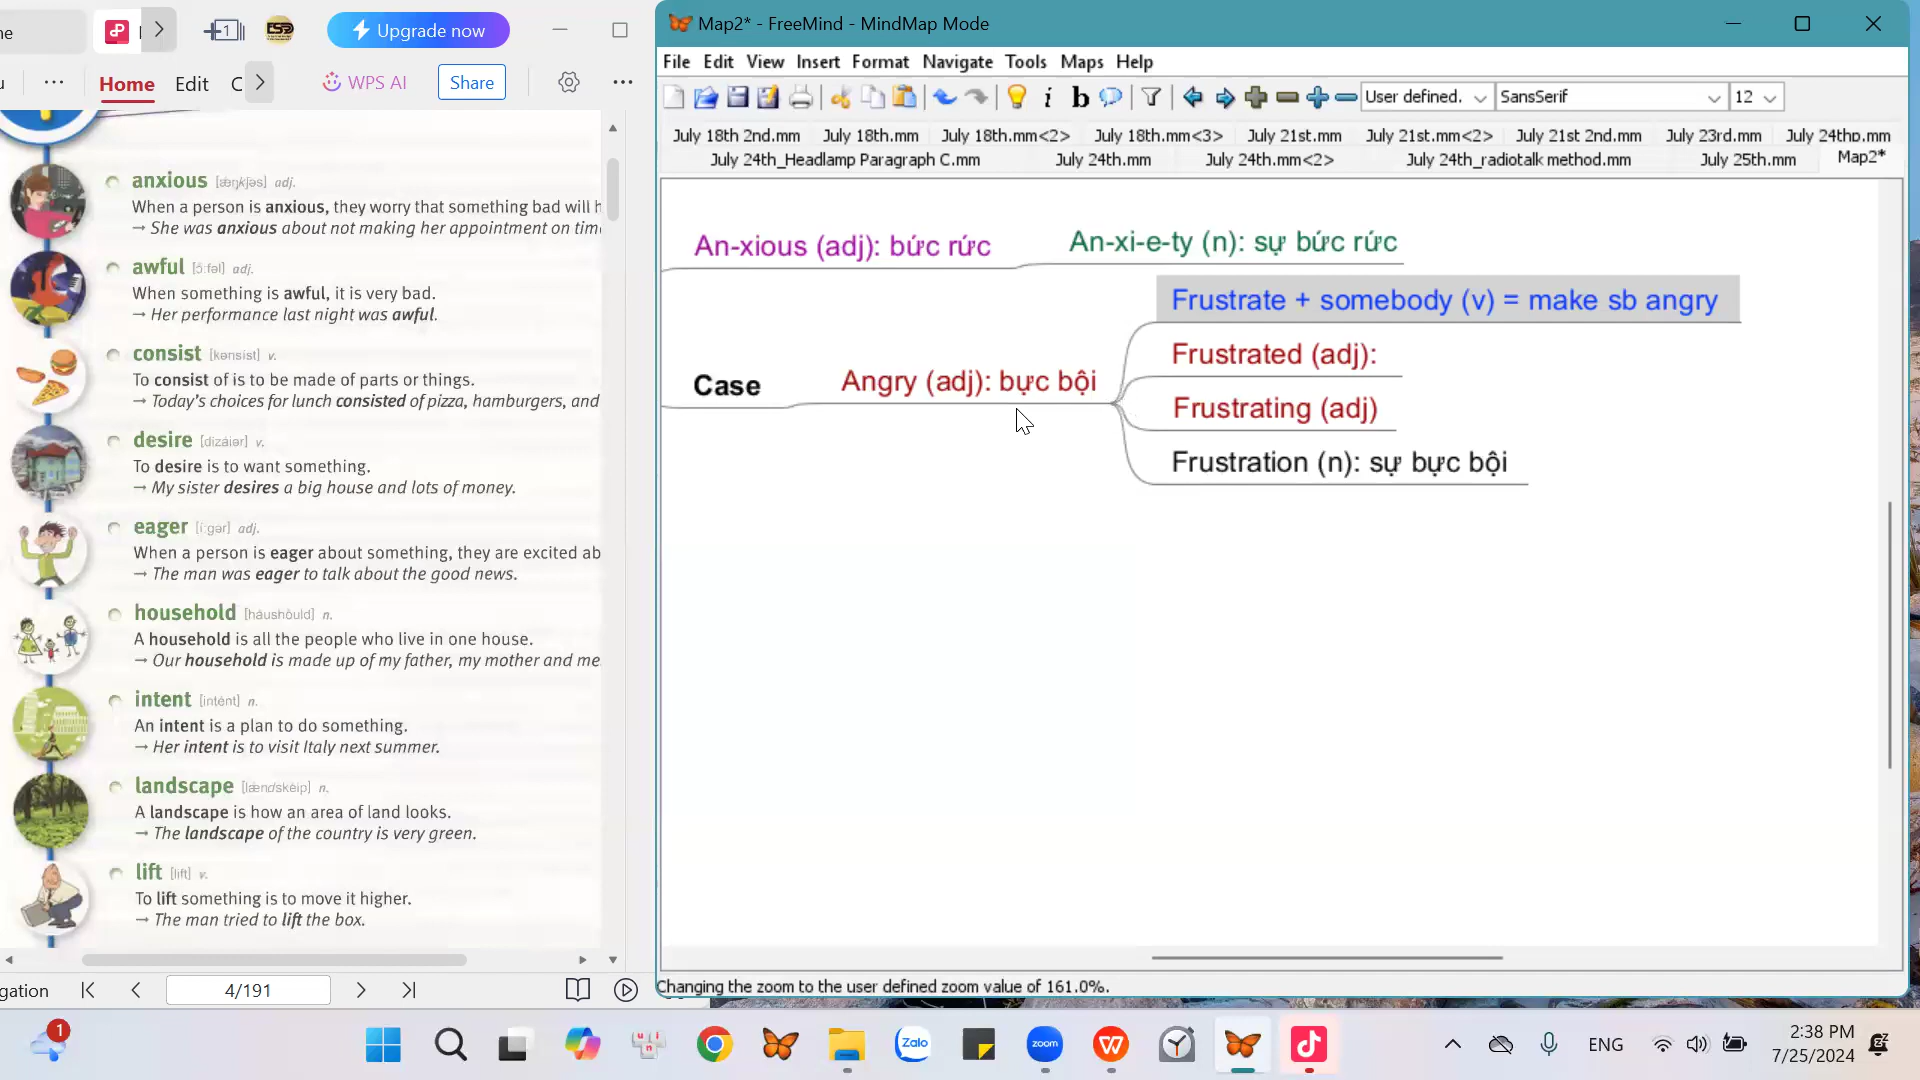 ne
1
ESP
Upgrade now
Map2* - FreeMind - MindMap Mode
Home Edit C
WPS AI
Share
File Edit View Insert Format Navigate Tools Maps Help
User defined. SansSerif 12
July 18th 2nd.mm July 18th.mm July 18th.mm<2> July 18th.mm<3> July 21st.mm July 21st.mm<2> July 21st 2nd.mm July 23rd.mm July 24thp.mm
July 24th_Headlamp Paragraph C.mm July 24th.mm July 24th.mm<2> July 24th_radiotalk method.mm July 25th.mm Map2*
anxious [ǽŋkʃəs] adj.
When a person is anxious, they worry that something bad will h
→ She was anxious about not making her appointment on time
awful [ɔ́:fəl] adj.
When something is awful, it is very bad.
→ Her performance last night was awful.
consist [kənsíst] v.
To consist of is to be made of parts or things.
→ Today's choices for lunch consisted of pizza, hamburgers, and
desire [dizáiər] v.
To desire is to want something.
→ My sister desires a big house and lots of money.
eager [í:gər] adj.
When a person is eager about something, they are excited ab
→ The man was eager to talk about the good news.
household [háushòuld] n.
A household is all the people who live in one house.
→ Our household is made up of my father, my mother and me
intent [intént] n.
An intent is a plan to do something.
→ Her intent is to visit Italy next summer.
landscape [lǽndskèip] n.
A landscape is how an area of land looks.
→ The landscape of the country is very green.
lift [lift] v.
To lift something is to move it higher.
→ The man tried to lift the box.
An-xious (adj): bức rức
An-xi-e-ty (n): sự bức rức
Case
Angry (adj): bực bội
Frustrate + somebody (v) = make sb angry
Frustrated (adj):
Frustrating (adj)
Frustration (n): sự bực bội
gation
4/191
Changing the zoom to the user defined zoom value of 161.0%.
1
Zalo
zoom
ENG
2:38 PM
7/25/2024